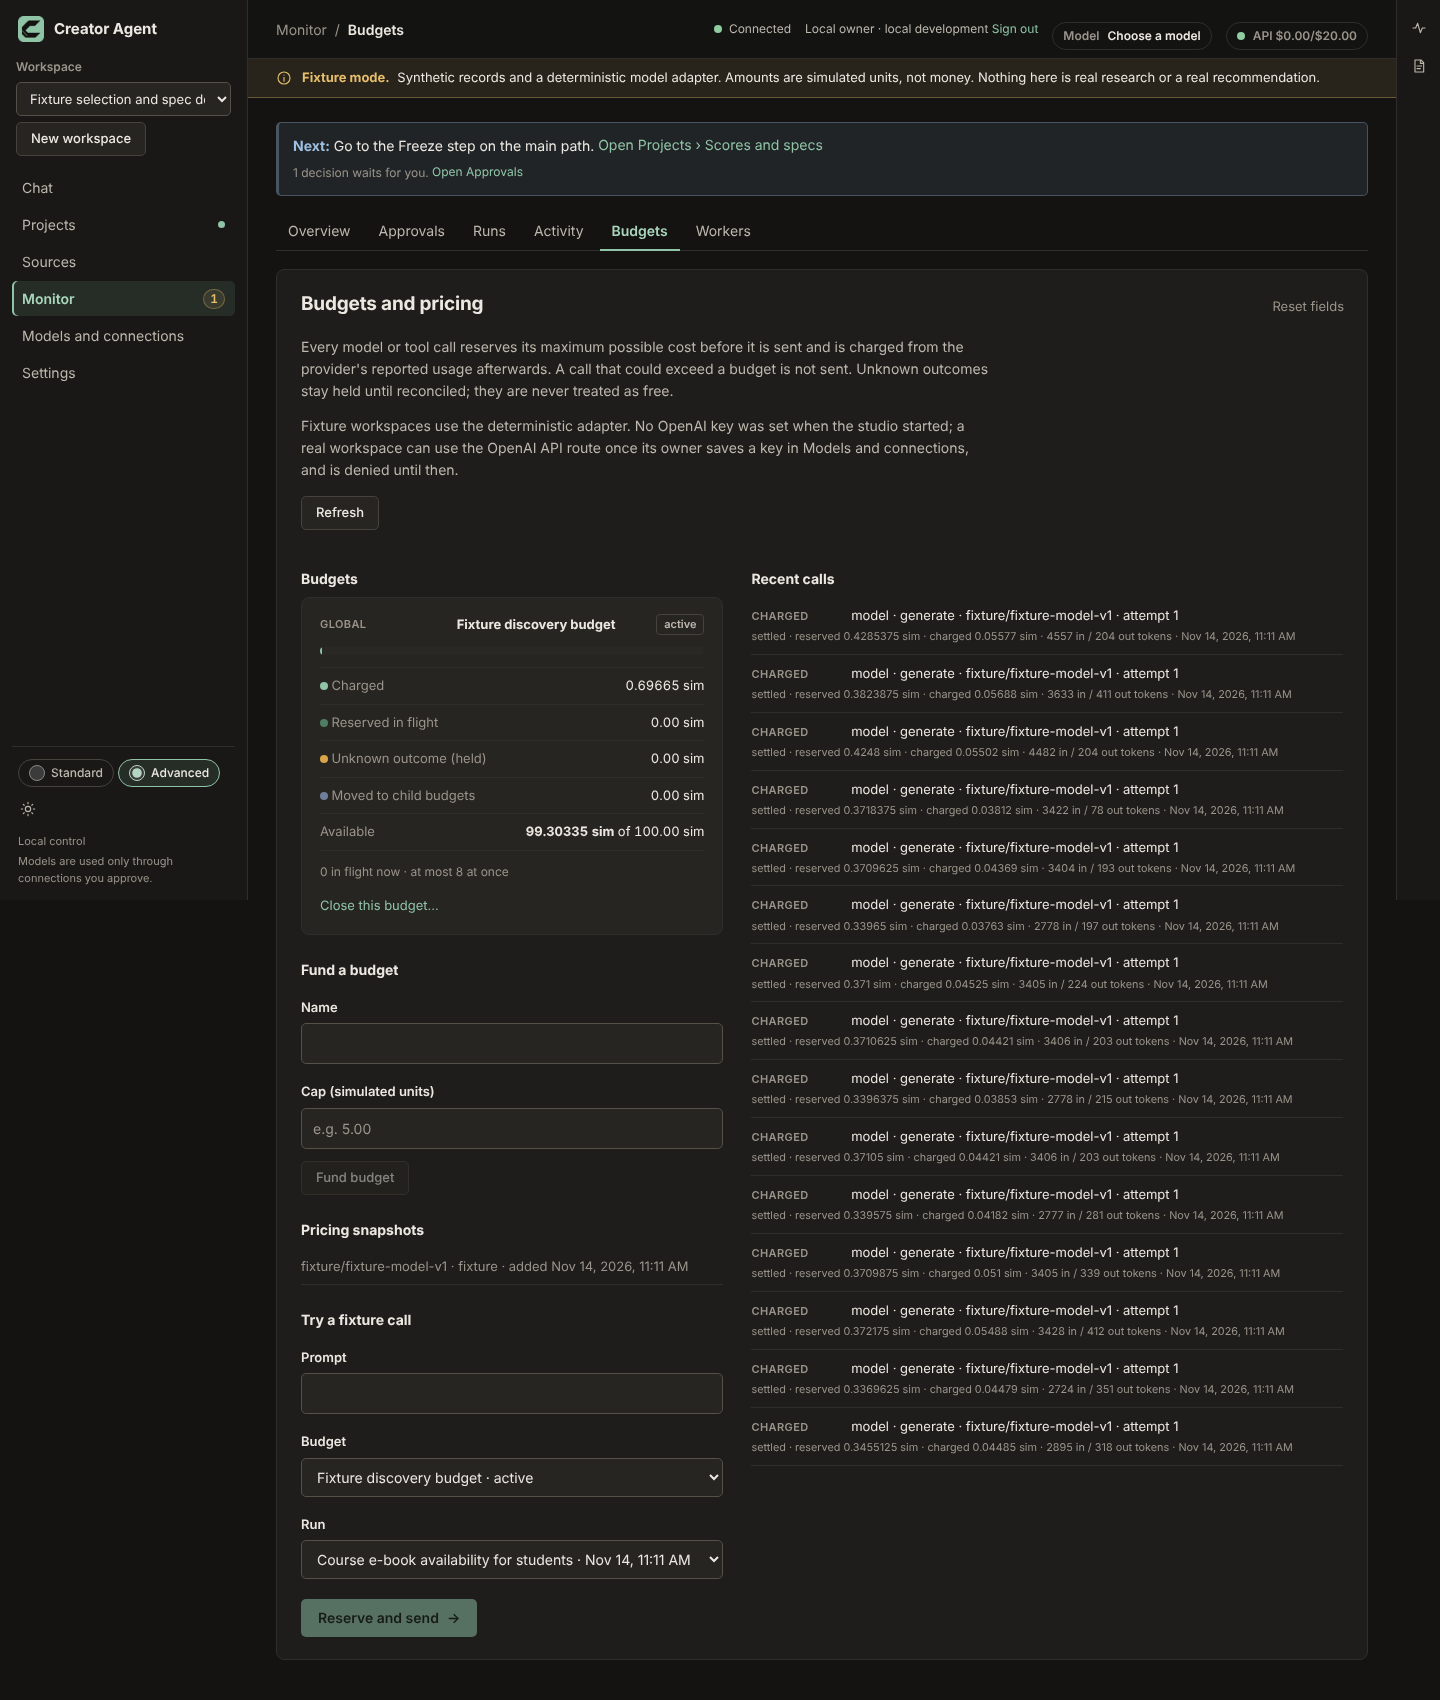 Creator Agent
Workspace
Fixture selection and spec d
New workspace
Chat
Projects
Sources
Monitor 1
Models and connections
Settings
Standard Advanced
Local control
Models are used only through
connections you approve.
Monitor / Budgets
Connected Local owner · local development Sign out Model Choose a model API $0.00/$20.00
Fixture mode. Synthetic records and a deterministic model adapter. Amounts are simulated units, not money. Nothing here is real research or a real recommendation.
Next: Go to the Freeze step on the main path. Open Projects › Scores and specs
1 decision waits for you. Open Approvals
Overview Approvals Runs Activity Budgets Workers
Budgets and pricing
Reset fields
Every model or tool call reserves its maximum possible cost before it is sent and is charged from the
provider's reported usage afterwards. A call that could exceed a budget is not sent. Unknown outcomes
stay held until reconciled; they are never treated as free.
Fixture workspaces use the deterministic adapter. No OpenAI key was set when the studio started; a
real workspace can use the OpenAI API route once its owner saves a key in Models and connections,
and is denied until then.
Refresh
Budgets
GLOBAL Fixture discovery budget active
Charged 0.69665 sim
Reserved in flight 0.00 sim
Unknown outcome (held) 0.00 sim
Moved to child budgets 0.00 sim
Available 99.30335 sim of 100.00 sim
0 in flight now · at most 8 at once
Close this budget...
Fund a budget
Name
Cap (simulated units)
e.g. 5.00
Fund budget
Pricing snapshots
fixture/fixture-model-v1 · fixture · added Nov 14, 2026, 11:11 AM
Try a fixture call
Prompt
Budget
Fixture discovery budget · active
Run
Course e-book availability for students · Nov 14, 11:11 AM
Reserve and send →
Recent calls
CHARGED model · generate · fixture/fixture-model-v1 · attempt 1
settled · reserved 0.4285375 sim · charged 0.05577 sim · 4557 in / 204 out tokens · Nov 14, 2026, 11:11 AM
CHARGED model · generate · fixture/fixture-model-v1 · attempt 1
settled · reserved 0.3823875 sim · charged 0.05688 sim · 3633 in / 411 out tokens · Nov 14, 2026, 11:11 AM
CHARGED model · generate · fixture/fixture-model-v1 · attempt 1
settled · reserved 0.4248 sim · charged 0.05502 sim · 4482 in / 204 out tokens · Nov 14, 2026, 11:11 AM
CHARGED model · generate · fixture/fixture-model-v1 · attempt 1
settled · reserved 0.3718375 sim · charged 0.03812 sim · 3422 in / 78 out tokens · Nov 14, 2026, 11:11 AM
CHARGED model · generate · fixture/fixture-model-v1 · attempt 1
settled · reserved 0.3709625 sim · charged 0.04369 sim · 3404 in / 193 out tokens · Nov 14, 2026, 11:11 AM
CHARGED model · generate · fixture/fixture-model-v1 · attempt 1
settled · reserved 0.33965 sim · charged 0.03763 sim · 2778 in / 197 out tokens · Nov 14, 2026, 11:11 AM
CHARGED model · generate · fixture/fixture-model-v1 · attempt 1
settled · reserved 0.371 sim · charged 0.04525 sim · 3405 in / 224 out tokens · Nov 14, 2026, 11:11 AM
CHARGED model · generate · fixture/fixture-model-v1 · attempt 1
settled · reserved 0.3710625 sim · charged 0.04421 sim · 3406 in / 203 out tokens · Nov 14, 2026, 11:11 AM
CHARGED model · generate · fixture/fixture-model-v1 · attempt 1
settled · reserved 0.3396375 sim · charged 0.03853 sim · 2778 in / 215 out tokens · Nov 14, 2026, 11:11 AM
CHARGED model · generate · fixture/fixture-model-v1 · attempt 1
settled · reserved 0.37105 sim · charged 0.04421 sim · 3406 in / 203 out tokens · Nov 14, 2026, 11:11 AM
CHARGED model · generate · fixture/fixture-model-v1 · attempt 1
settled · reserved 0.339575 sim · charged 0.04182 sim · 2777 in / 281 out tokens · Nov 14, 2026, 11:11 AM
CHARGED model · generate · fixture/fixture-model-v1 · attempt 1
settled · reserved 0.3709875 sim · charged 0.051 sim · 3405 in / 339 out tokens · Nov 14, 2026, 11:11 AM
CHARGED model · generate · fixture/fixture-model-v1 · attempt 1
settled · reserved 0.372175 sim · charged 0.05488 sim · 3428 in / 412 out tokens · Nov 14, 2026, 11:11 AM
CHARGED model · generate · fixture/fixture-model-v1 · attempt 1
settled · reserved 0.3369625 sim · charged 0.04479 sim · 2724 in / 351 out tokens · Nov 14, 2026, 11:11 AM
CHARGED model · generate · fixture/fixture-model-v1 · attempt 1
settled · reserved 0.3455125 sim · charged 0.04485 sim · 2895 in / 318 out tokens · Nov 14, 2026, 11:11 AM